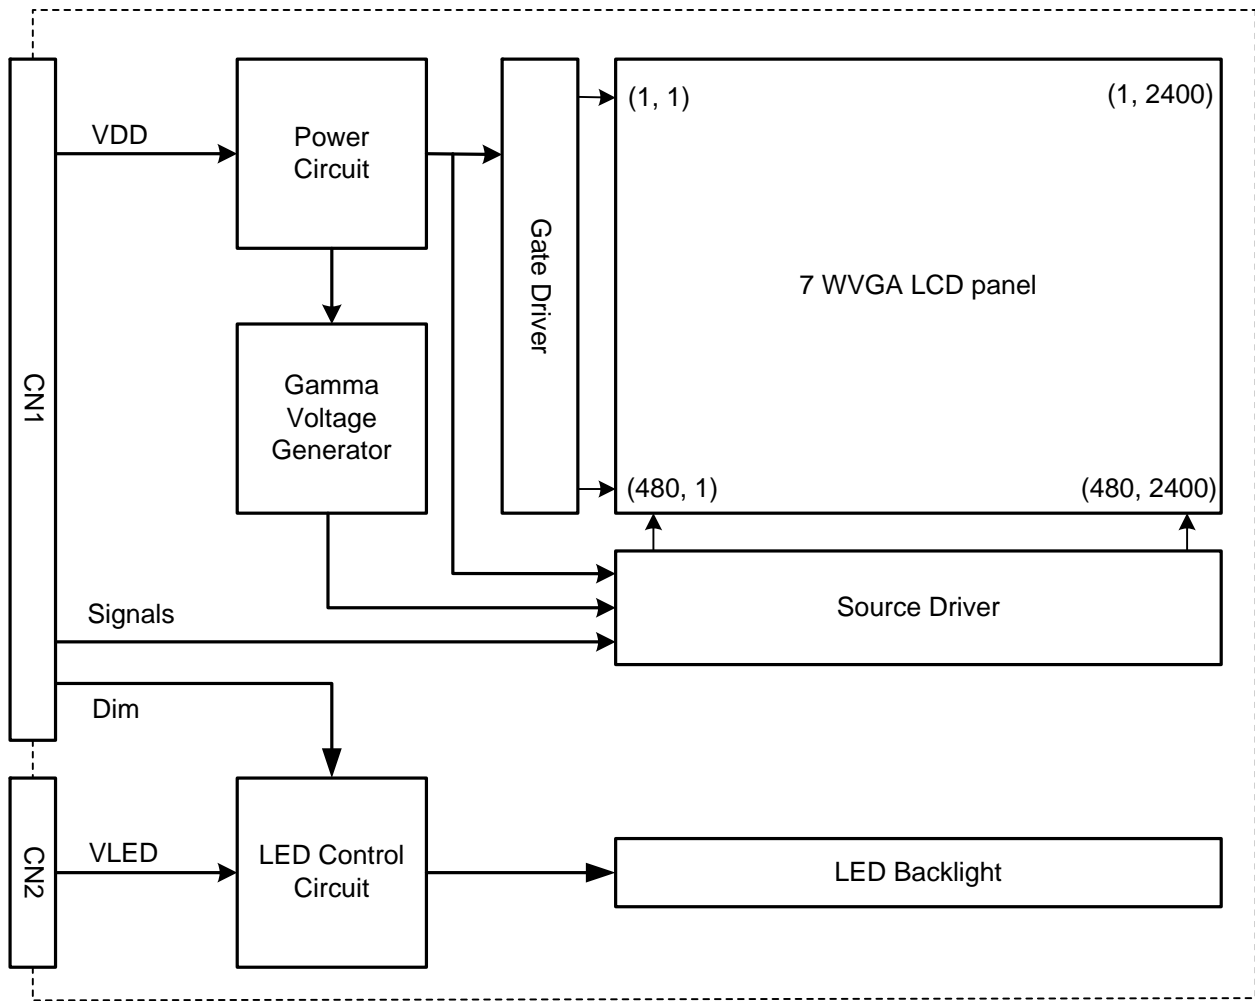 VDD
Power
Circuit
(1, 1)
(1, 2400)
Gate Driver
7 WVGA LCD panel
CN1
Gamma
Voltage
Generator
(480, 1)
(480, 2400)
Signals
Source Driver
Dim
CN2
VLED
LED Control
Circuit
LED Backlight